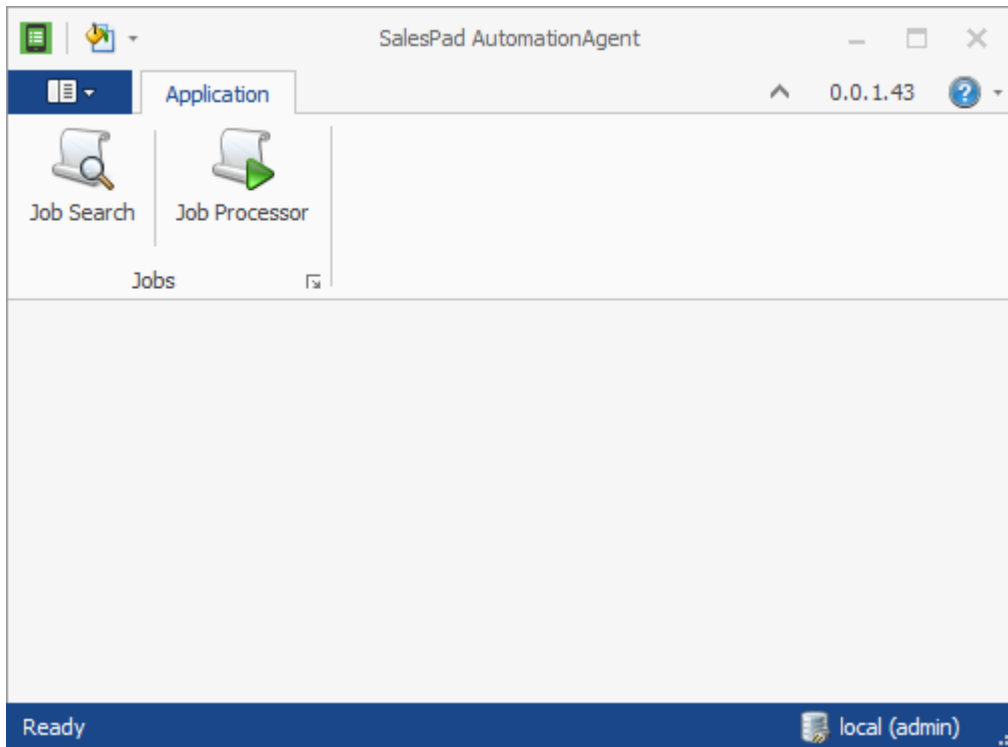 SalesPad AutomationAgent
Application
0.0.1.43
Job Search
Job Processor
Jobs
Ready
local (admin)